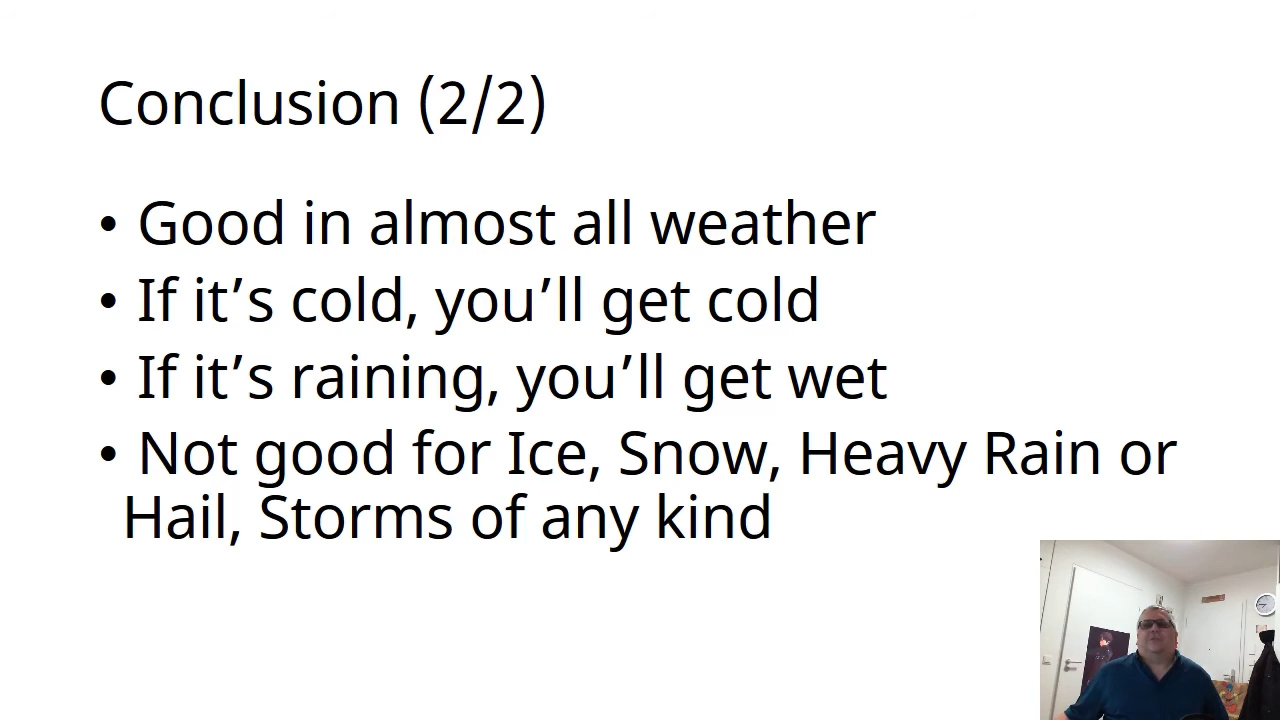 Conclusion (2/2)
• Good in almost all weather
• If it’s cold, you’ll get cold
• If it’s raining, you’ll get wet
• Not good for Ice, Snow, Heavy Rain or
Hail, Storms of any kind